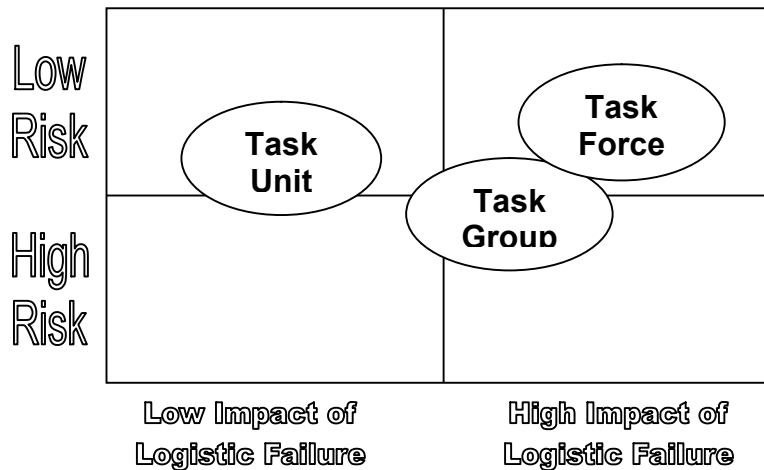 Low
Risk
Task
Unit
Task
Force
Task
Group
High
Risk
Low Impact of
Logistic Failure
High Impact of
Logistic Failure